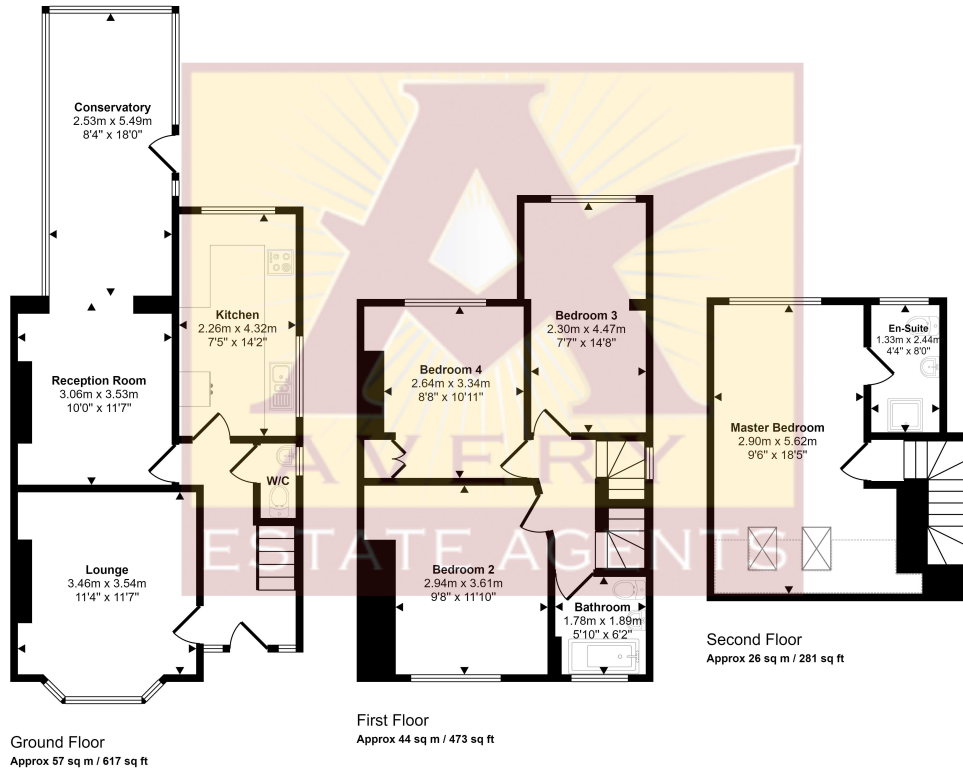 Conservatory
2.53m x 5.49m
8'4" x 18'0"
Kitchen
2.26m x 4.32m
7'5" x 14'2"
Reception Room
3.06m x 3.53m
10'0" x 11'7"
W/C
Lounge
3.46m x 3.54m
11'4" x 11'7"
Ground Floor
Approx 57 sq m / 617 sq ft
Bedroom 3
2.30m x 4.47m
7'7" x 14'8"
Bedroom 4
2.64m x 3.34m
8'8" x 10'11"
Bedroom 2
2.94m x 3.61m
9'8" x 11'10"
Bathroom
1.78m x 1.89m
5'10" x 6'2"
First Floor
Approx 44 sq m / 473 sq ft
En-Suite
1.33m x 2.44m
4'4" x 8'0"
Master Bedroom
2.90m x 5.62m
9'6" x 18'5"
Second Floor
Approx 26 sq m / 281 sq ft
AVERY
ESTATE AGENTS